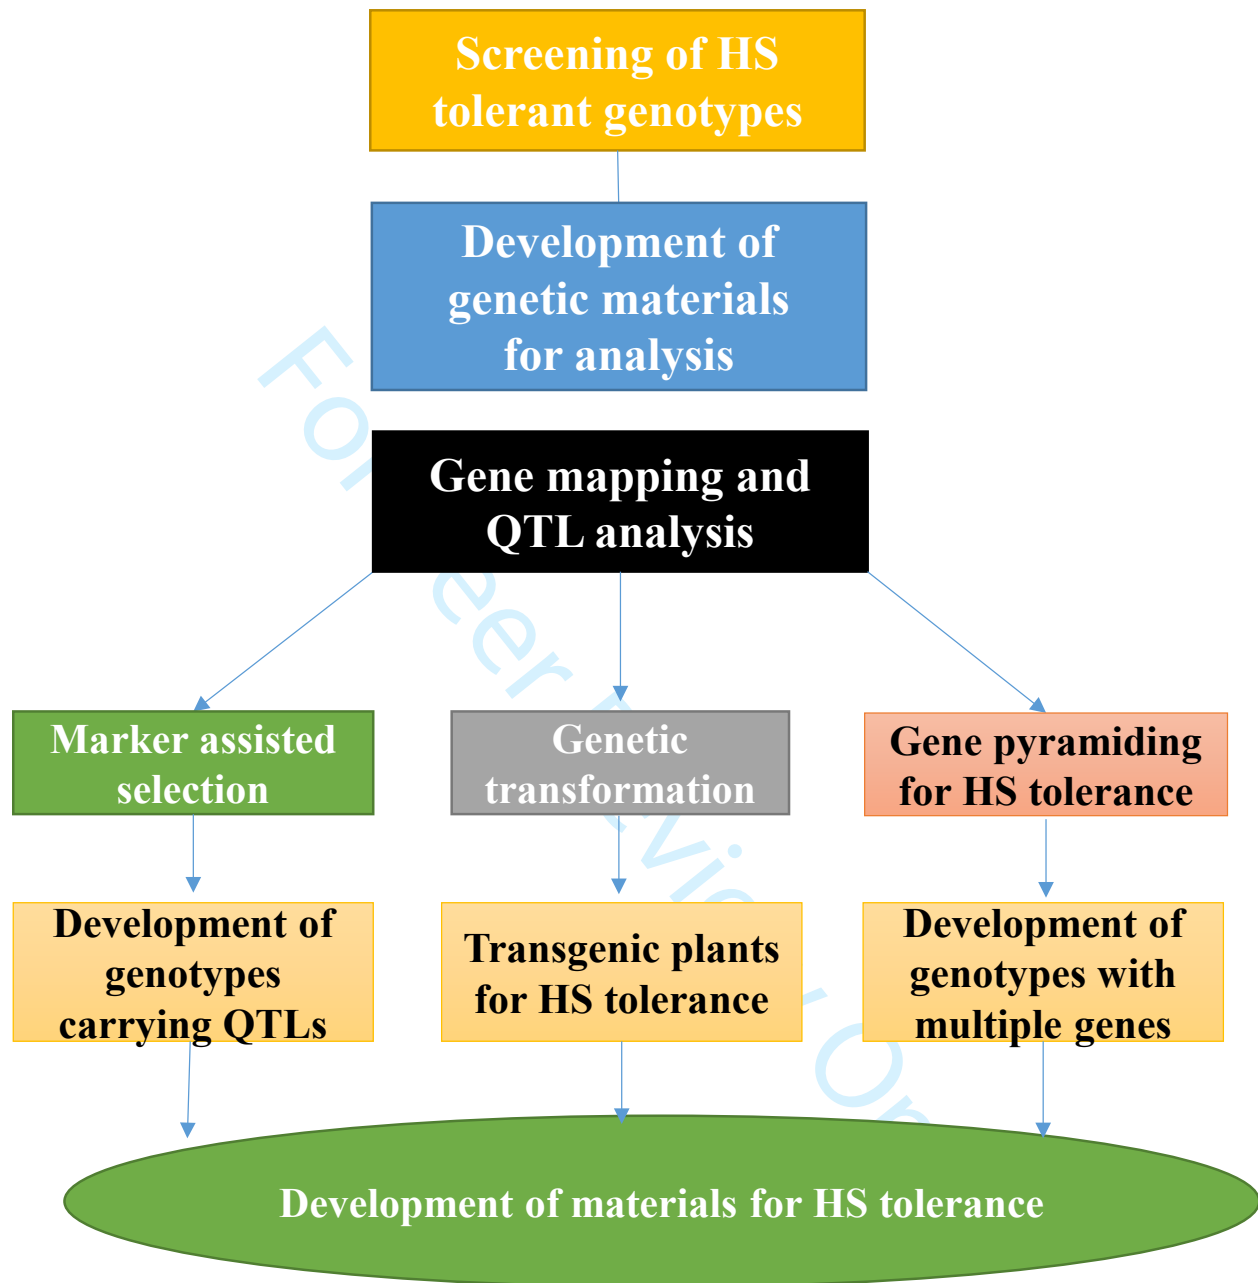 Screening of HS
tolerant genotypes
Development of
genetic materials
for analysis
Gene mapping and
QTL analysis
Marker assisted
selection
Genetic
transformation
Gene pyramiding
for HS tolerance
Development of
genotypes
carrying QTLs
Transgenic plants
for HS tolerance
Development of
genotypes with
multiple genes
Development of materials for HS tolerance